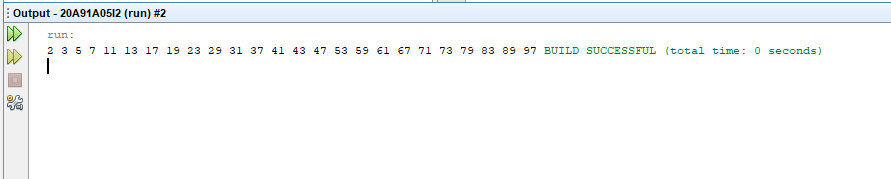 Output - 20A91A05I2 (run) #2
run:
2 3 5 7 11 13 17 19 23 29 31 37 41 43 47 53 59 61 67 71 73 79 83 89 97 BUILD SUCCESSFUL (total time: 0 seconds)